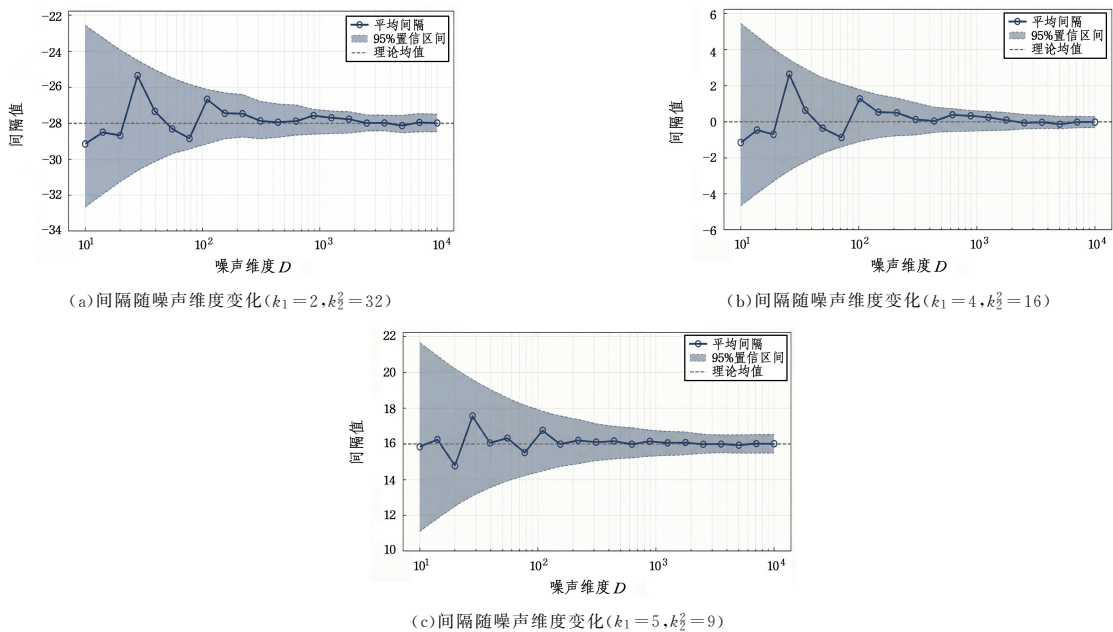 −22
−24
−26
−28
−30
−32
−34
间隔值
10¹ 10² 10³ 10⁴
噪声维度 D
平均间隔
95%置信区间
理论均值
(a)间隔随噪声维度变化(k₁=2,k₂²=32)
6
4
2
0
−2
−4
−6
间隔值
10¹ 10² 10³ 10⁴
噪声维度 D
平均间隔
95%置信区间
理论均值
(b)间隔随噪声维度变化(k₁=4,k₂²=16)
22
20
18
16
14
12
10
间隔值
10¹ 10² 10³ 10⁴
噪声维度 D
平均间隔
95%置信区间
理论均值
(c)间隔随噪声维度变化(k₁=5,k₂²=9)